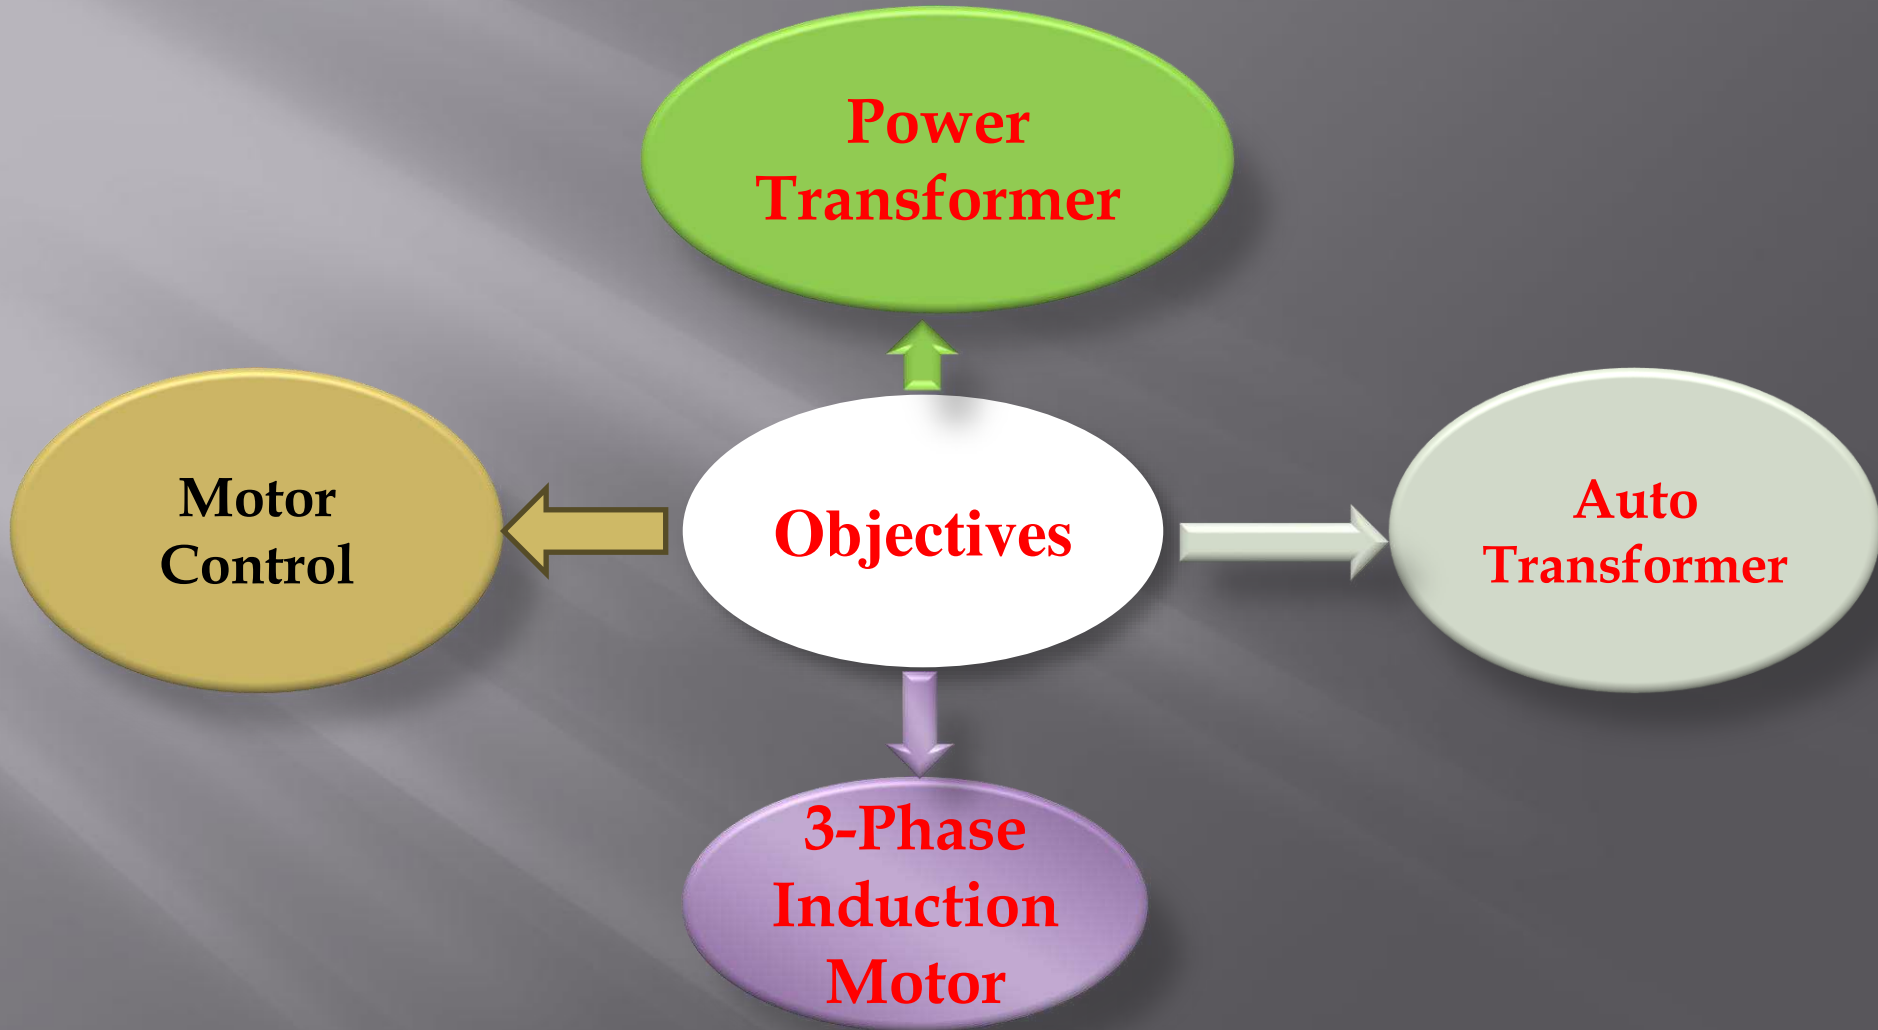 Power
Transformer
Motor
Control
Objectives
Auto
Transformer
3-Phase
Induction
Motor